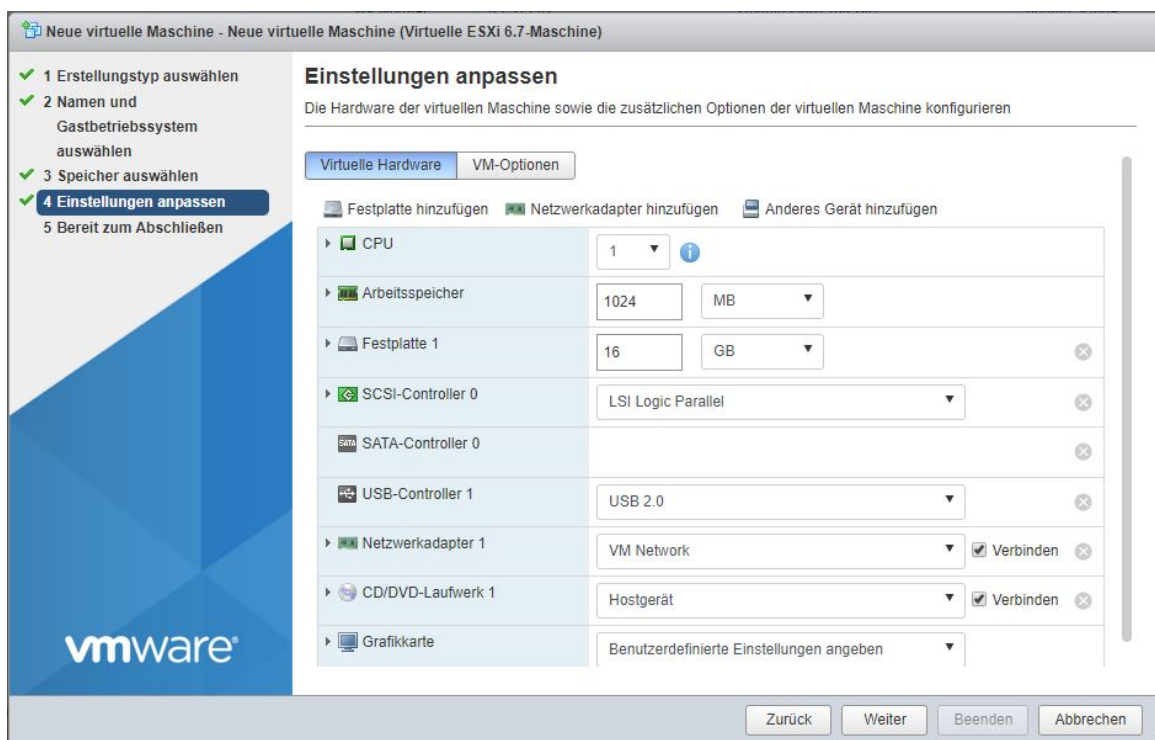 Neue virtuelle Maschine - Neue virtuelle Maschine (Virtuelle ESXi 6.7-Maschine)
1 Erstellungstyp auswählen
2 Namen und
Gastbetriebssystem
auswählen
3 Speicher auswählen
4 Einstellungen anpassen
5 Bereit zum Abschließen
vmware®
Einstellungen anpassen
Die Hardware der virtuellen Maschine sowie die zusätzlichen Optionen der virtuellen Maschine konfigurieren
Virtuelle Hardware VM-Optionen
Festplatte hinzufügen Netzwerkadapter hinzufügen Anderes Gerät hinzufügen
CPU 1
Arbeitsspeicher 1024 MB
Festplatte 1 16 GB
SCSI-Controller 0 LSI Logic Parallel
SATA SATA-Controller 0
USB-Controller 1 USB 2.0
Netzwerkadapter 1 VM Network Verbinden
CD/DVD-Laufwerk 1 Hostgerät Verbinden
Grafikkarte Benutzerdefinierte Einstellungen angeben
Zurück Weiter Beenden Abbrechen